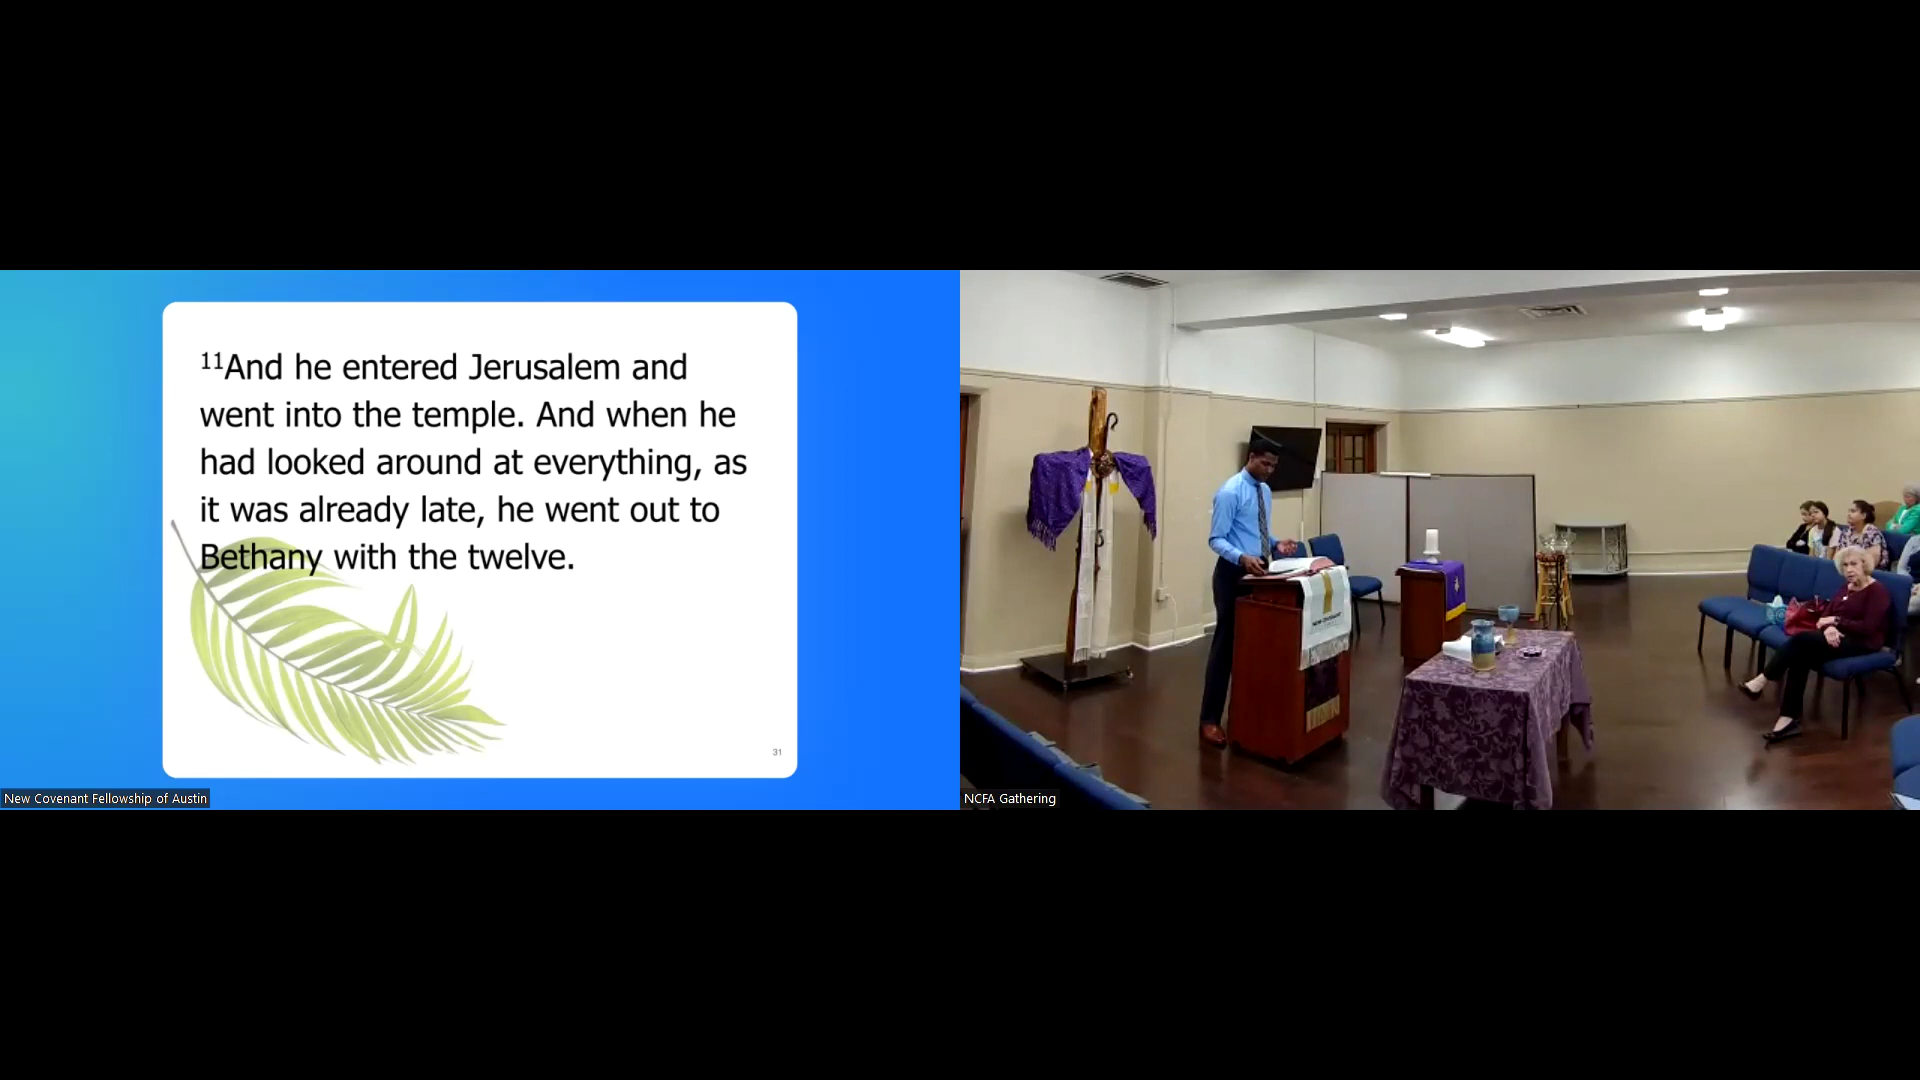 ¹¹And he entered Jerusalem and
went into the temple. And when he
had looked around at everything, as
it was already late, he went out to
Bethany with the twelve.
31
New Covenant Fellowship of Austin
NCFA Gathering